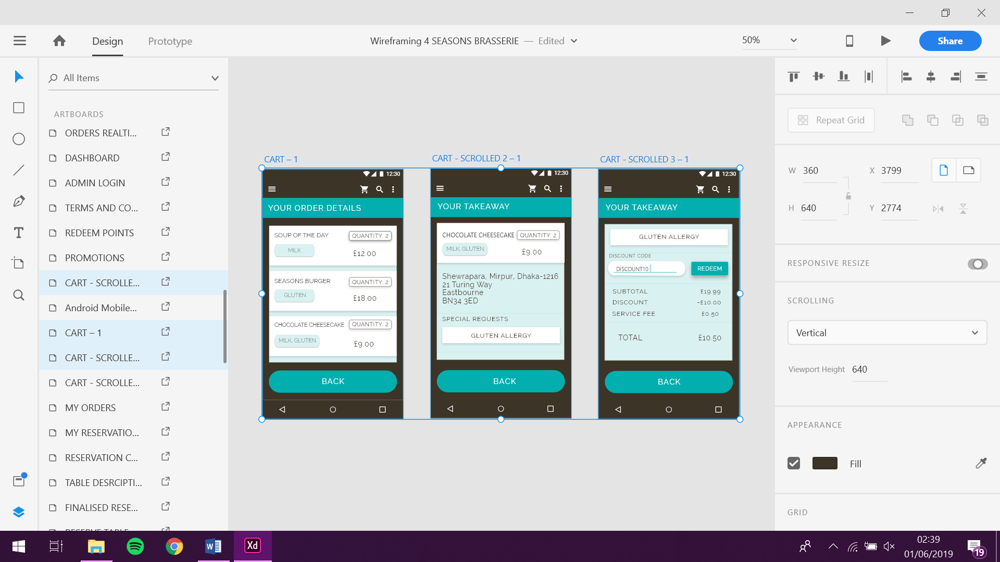 Design
Prototype
Wireframing 4 SEASONS BRASSERIE — Edited
50%
Share
All Items
ARTBOARDS
ORDERS REALTI...
DASHBOARD
ADMIN LOGIN
TERMS AND CO...
REDEEM POINTS
PROMOTIONS
CART - SCROLLE...
Android Mobile...
CART – 1
CART - SCROLLE...
CART - SCROLLE...
MY ORDERS
MY RESERVATIO...
RESERVATION C...
TABLE DESRCIPTI...
FINALISED RESE...
CART – 1
12:30
YOUR ORDER DETAILS
SOUP OF THE DAY
QUANTITY: 2
MILK
£12.00
SEASONS BURGER
QUANTITY: 2
GLUTEN
£18.00
CHOCOLATE CHEESECAKE
QUANTITY: 2
MILK, GLUTEN
£9.00
BACK
CART - SCROLLED 2 – 1
12:30
YOUR TAKEAWAY
CHOCOLATE CHEESECAKE
QUANTITY: 2
MILK, GLUTEN
£9.00
Shewrapara, Mirpur, Dhaka-1216
21 Turing Way
Eastbourne
BN34 3ED
SPECIAL REQUESTS
GLUTEN ALLERGY
BACK
CART - SCROLLED 3 – 1
12:30
YOUR TAKEAWAY
GLUTEN ALLERGY
DISCOUNT CODE
DISCOUNT10
REDEEM
SUBTOTAL £19.99
DISCOUNT -£10.00
SERVICE FEE £0.50
TOTAL £10.50
BACK
Repeat Grid
W 360 X 3799
H 640 Y 2774
RESPONSIVE RESIZE
SCROLLING
Vertical
Viewport Height 640
APPEARANCE
Fill
GRID
Xd
02:39
01/06/2019
19